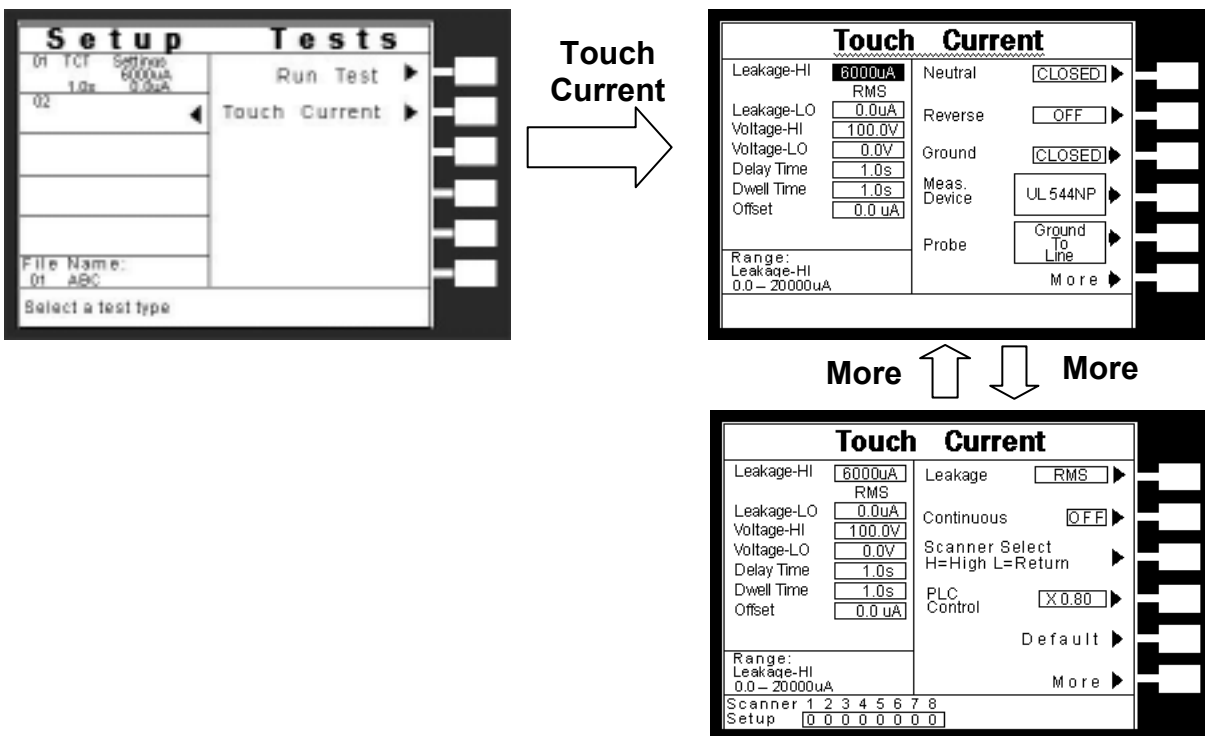 Setup Tests
01 TCT Settings
6000uA
1.0s 0.0uA
02
Run Test
Touch Current
File Name:
01 ABC
Select a test type
Touch
Current
Touch Current
Leakage-HI 6000uA
RMS
Leakage-LO 0.0uA
Voltage-HI 100.0V
Voltage-LO 0.0V
Delay Time 1.0s
Dwell Time 1.0s
Offset 0.0 uA
Range:
Leakage-HI
0.0 – 20000uA
Neutral CLOSED
Reverse OFF
Ground CLOSED
Meas.
Device UL544NP
Probe Ground
To
Line
More
More
More
Touch Current
Leakage-HI 6000uA
RMS
Leakage-LO 0.0uA
Voltage-HI 100.0V
Voltage-LO 0.0V
Delay Time 1.0s
Dwell Time 1.0s
Offset 0.0 uA
Range:
Leakage-HI
0.0 – 20000uA
Leakage RMS
Continuous OFF
Scanner Select
H=High L=Return
PLC
Control X 0.80
Default
More
Scanner 1 2 3 4 5 6 7 8
Setup 0 0 0 0 0 0 0 0